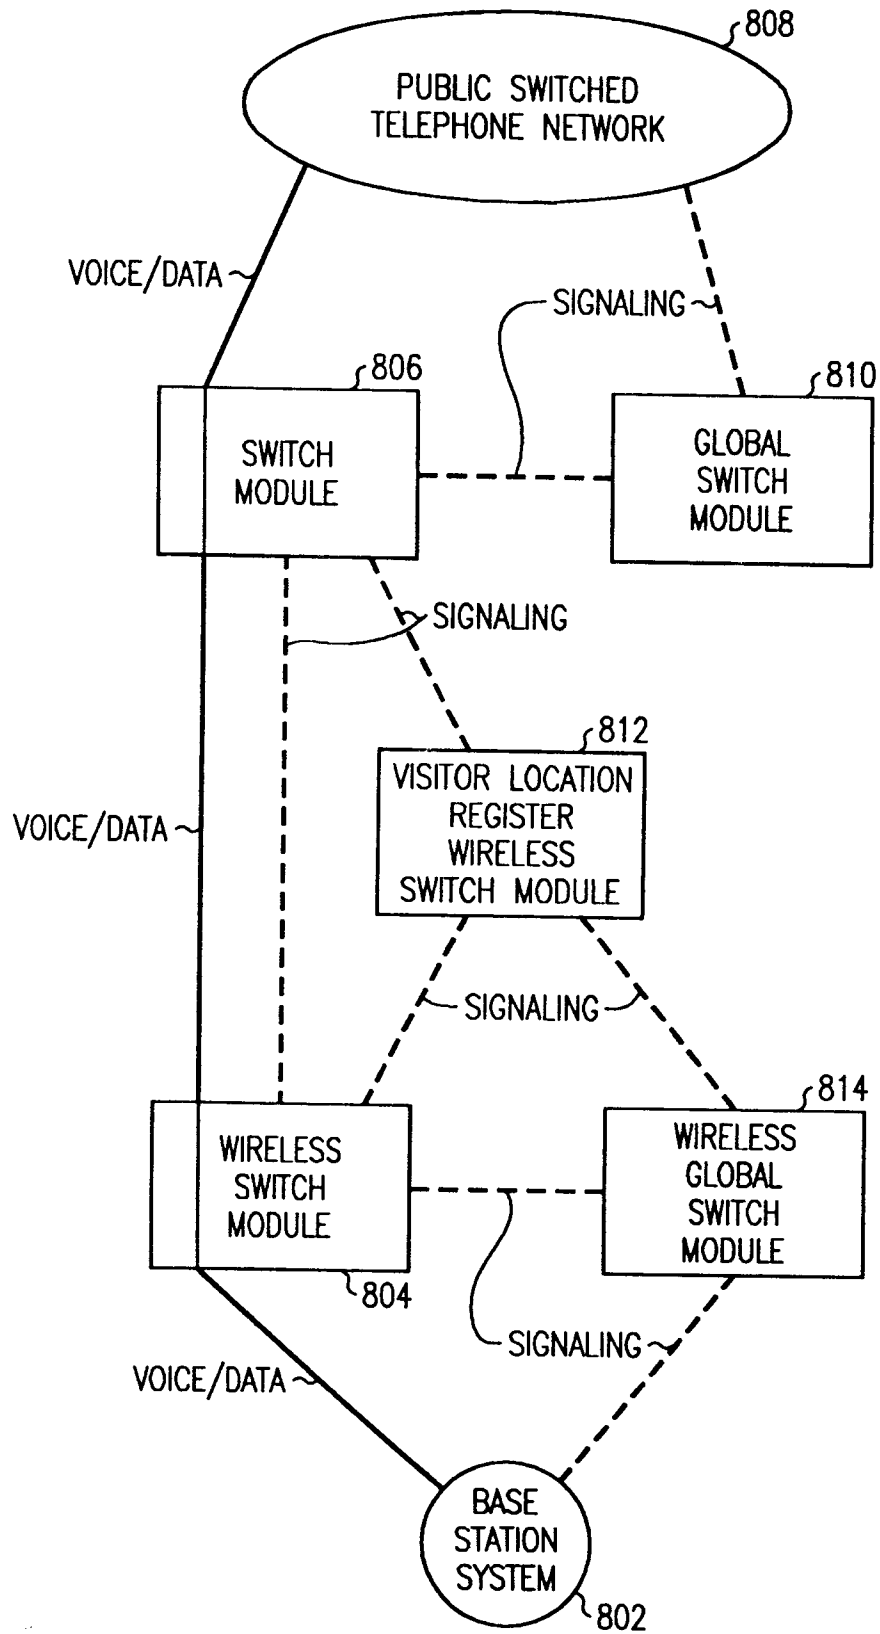 808
PUBLIC SWITCHED
TELEPHONE NETWORK
VOICE/DATA
SIGNALING
806
810
SWITCH
MODULE
GLOBAL
SWITCH
MODULE
SIGNALING
812
VISITOR LOCATION
REGISTER
WIRELESS
SWITCH MODULE
VOICE/DATA
SIGNALING
814
WIRELESS
SWITCH
MODULE
WIRELESS
GLOBAL
SWITCH
MODULE
804
SIGNALING
VOICE/DATA
BASE
STATION
SYSTEM
802